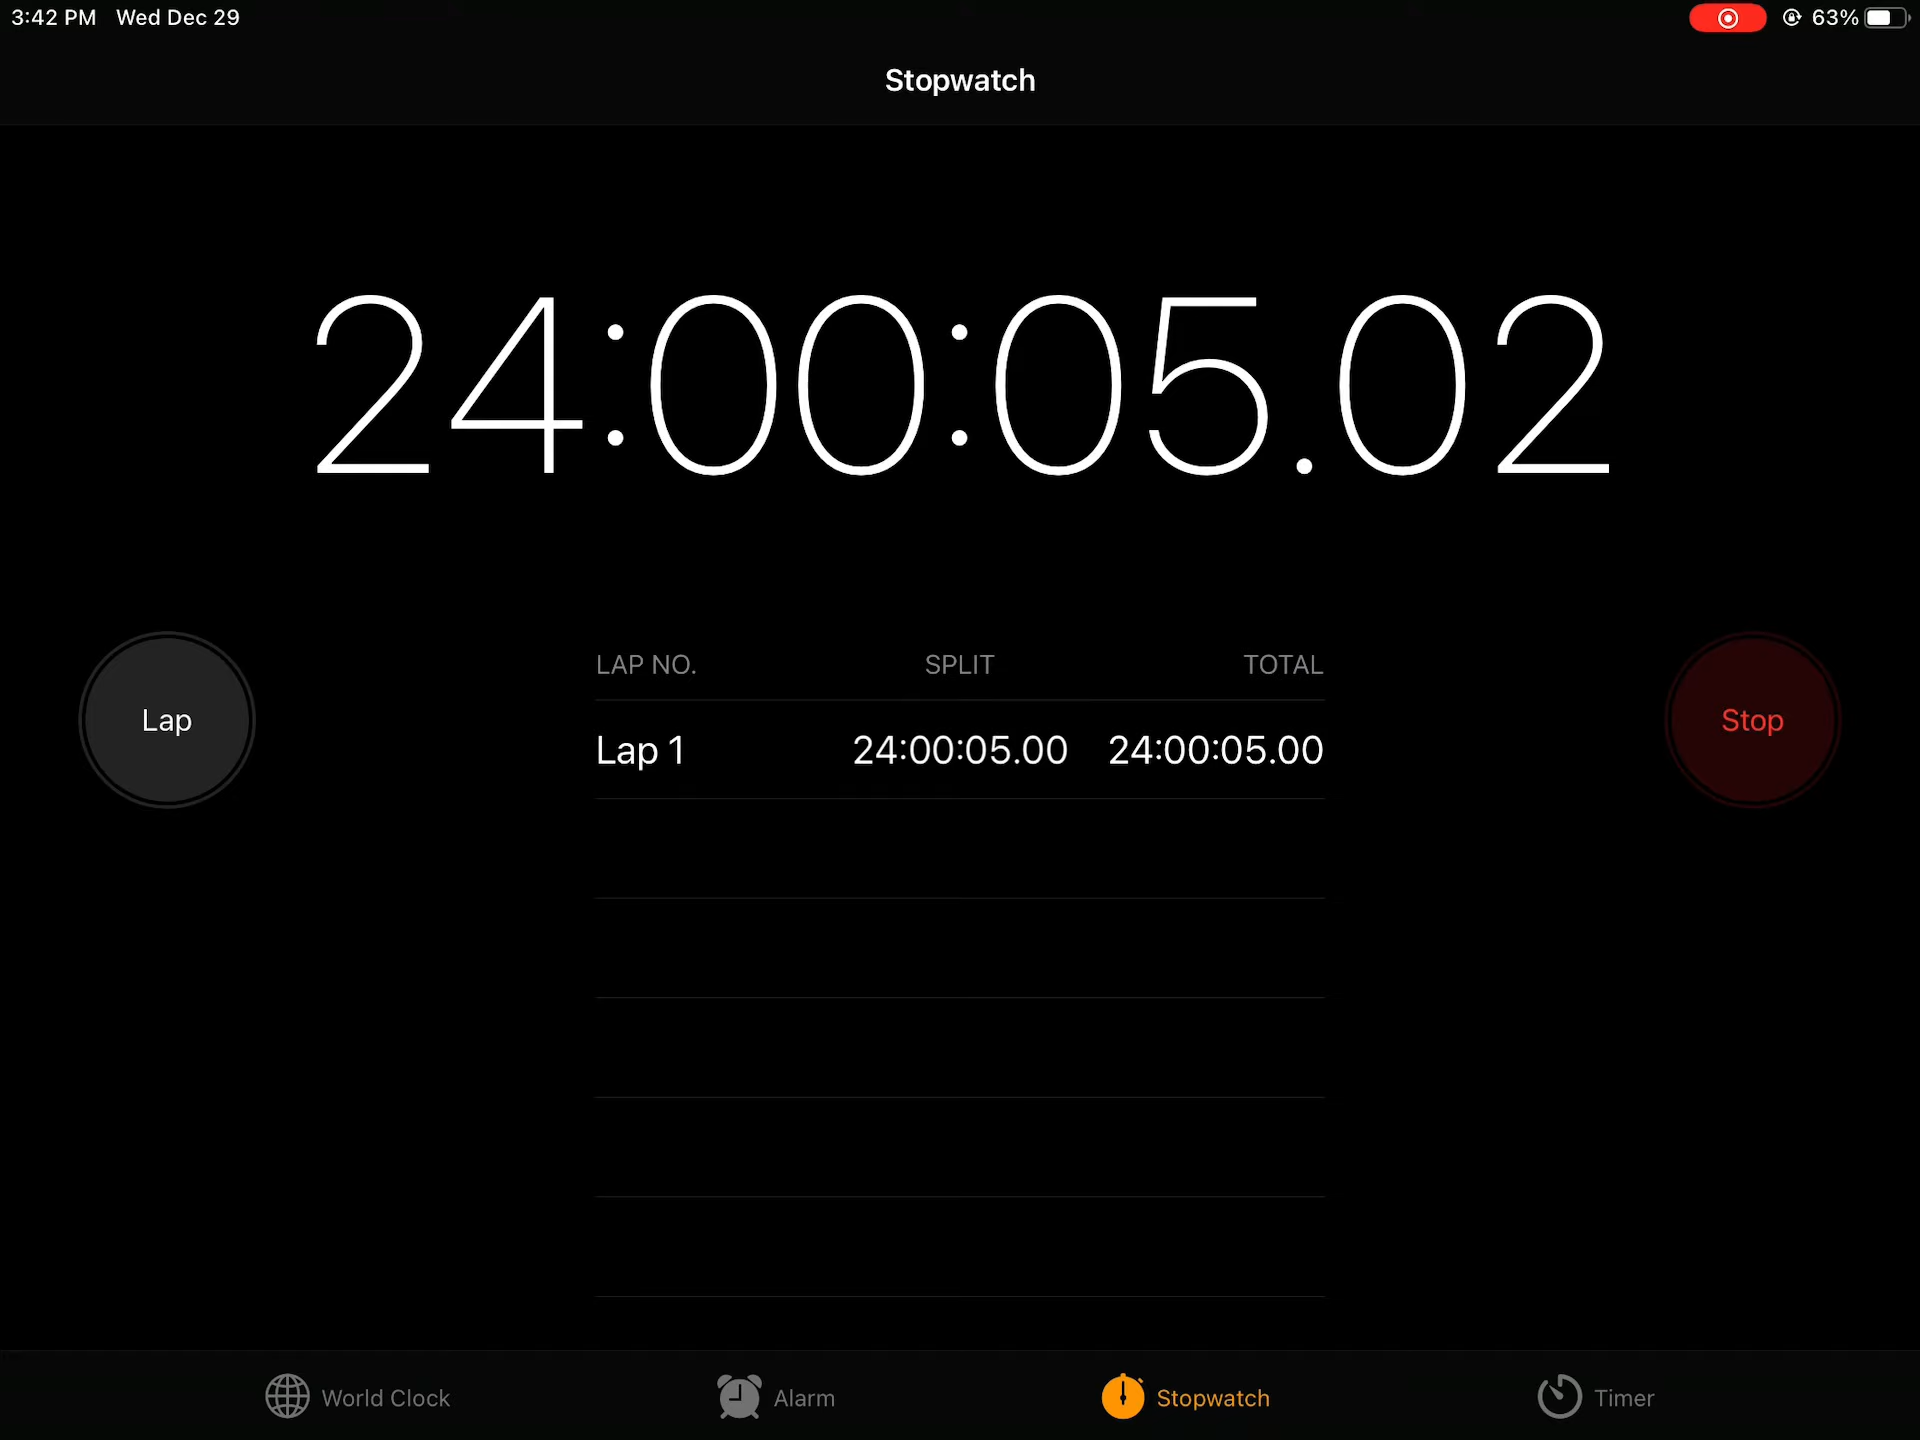 3:42 PM Wed Dec 29 63%
Stopwatch
24:00:05.02
LAP NO. SPLIT TOTAL
Lap Lap 1 24:00:05.00 24:00:05.00 Stop
World Clock Alarm Stopwatch Timer